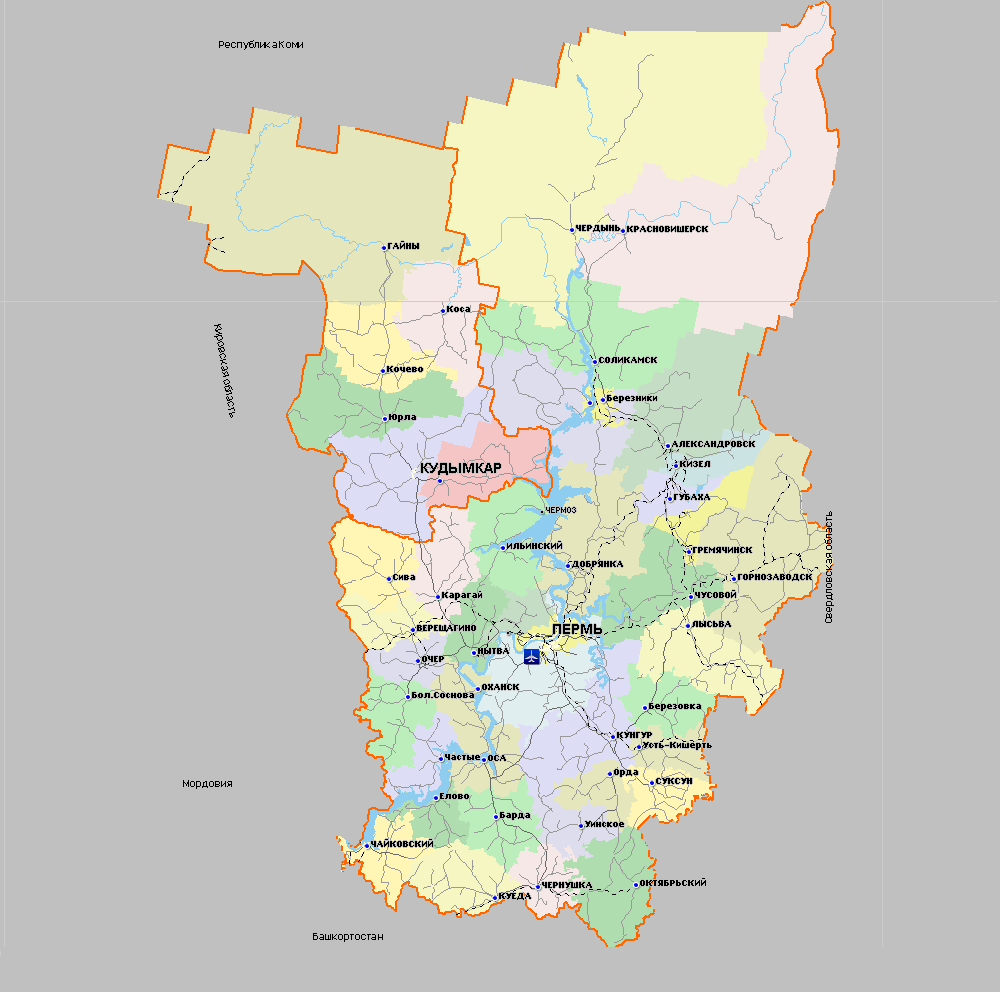 Республика Коми
ЧЕРДЫНЬ
КРАСНОВИШЕРСК
ГАЙНЫ
Коса
Кировская область
СОЛИКАМСК
Кочево
Березники
Юрла
АЛЕКСАНДРОВСК
КИЗЕЛ
КУДЫМКАР
ГУБАХА
ЧЕРМОЗ
Свердловская область
ИЛЬИНСКИЙ
ГРЕМЯЧИНСК
ДОБРЯНКА
Сива
ГОРНОЗАВОДСК
Карагай
ЧУСОВОЙ
ВЕРЕЩАГИНО
ПЕРМЬ
ЛЫСЬВА
НЫТВА
ОЧЕР
ОХАНСК
Бол.Соснова
Березовка
КУНГУР
Усть-Кишерть
Частые
ОСА
Орда
СУКСУН
Мордовия
Елово
Барда
Уинское
ЧАЙКОВСКИЙ
ЧЕРНУШКА
ОКТЯБРЬСКИЙ
КУЕДА
Башкортостан